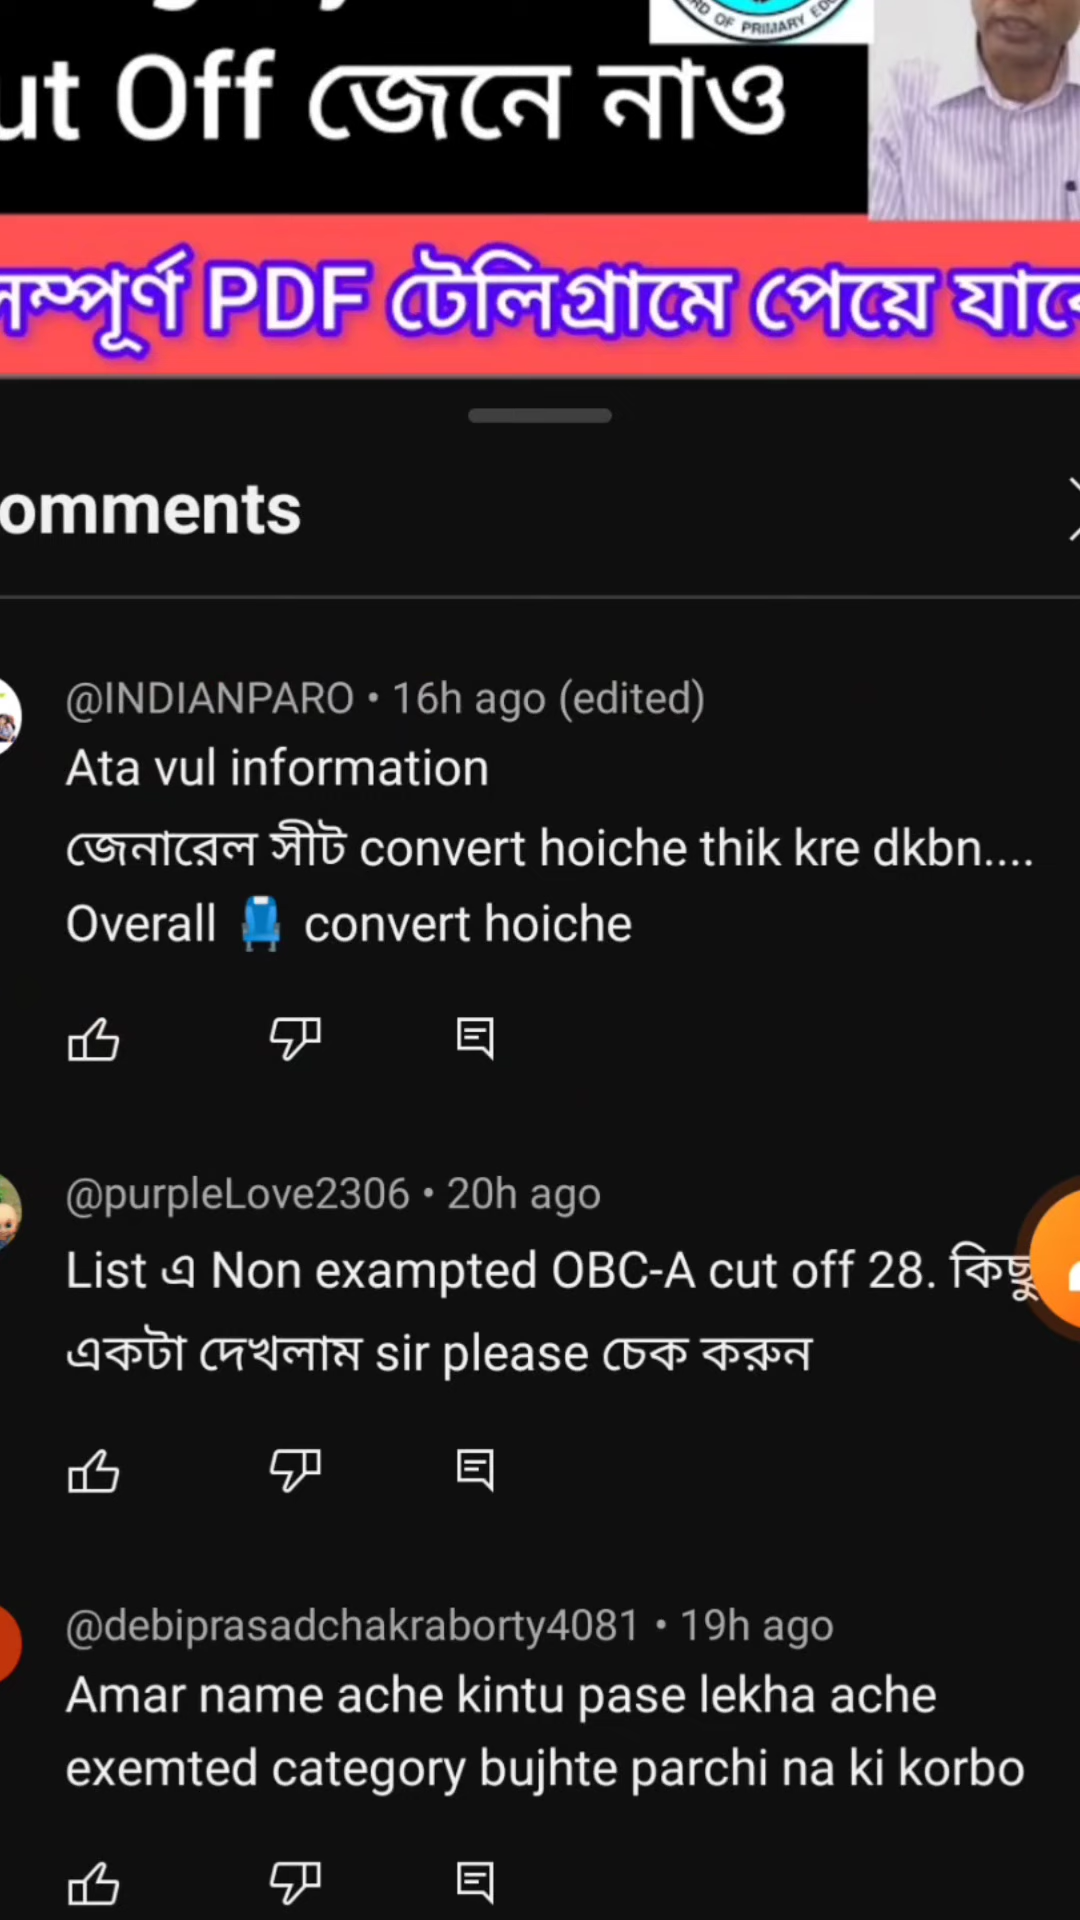 Off জেনে নাও
OF PRIMARY
PDF টেলিগ্রামে পেয়ে
@INDIANPARO • 16h ago (edited)
Ata vul information
জেনারেল সীট convert hoiche thik kre dkbn....
Overall 💺 convert hoiche
@purpleLove2306 • 20h ago
List এ Non exampted OBC-A cut off 28. কিছু
একটা দেখলাম sir please চেক করুন
@debiprasadchakraborty4081 • 19h ago
Amar name ache kintu pase lekha ache
exemted category bujhte parchi na ki korbo